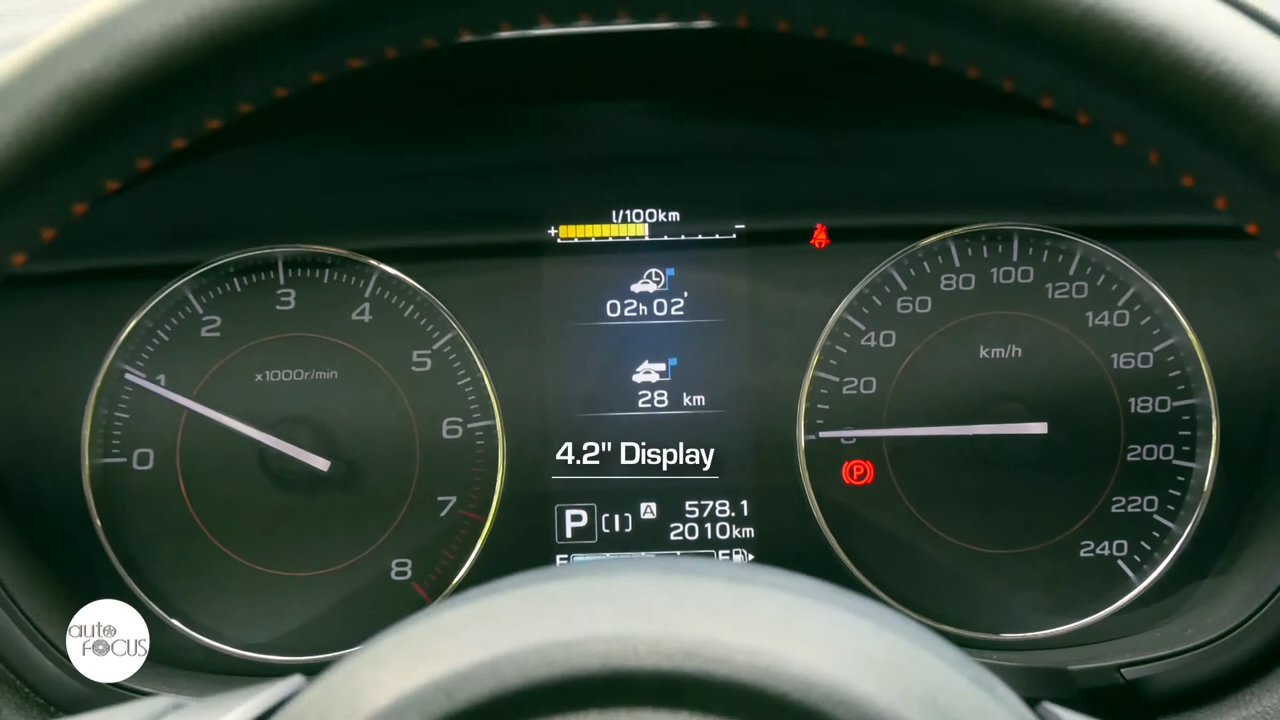 l/100km
+ −
02h 02'
28 km
4.2" Display
P [I] A 578.1
2010km
E F
0
1
2
3
4
5
6
7
8
x1000r/min
0
20
40
60
80
100
120
140
160
180
200
220
240
km/h
P
auto
FOCUS